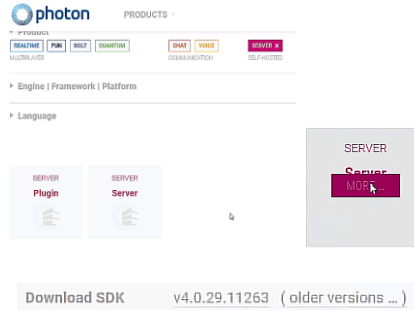 photon PRODUCTS
Product
REALTIME PUN BOLT QUANTUM CHAT VOICE SERVER x
MULTIPLAYER COMMUNICATION SELF-HOSTED
Engine | Framework | Platform
Language
SERVER
Plugin
SERVER
Server
SERVER
Server
MORE...
Download SDK v4.0.29.11263 ( older versions ... )